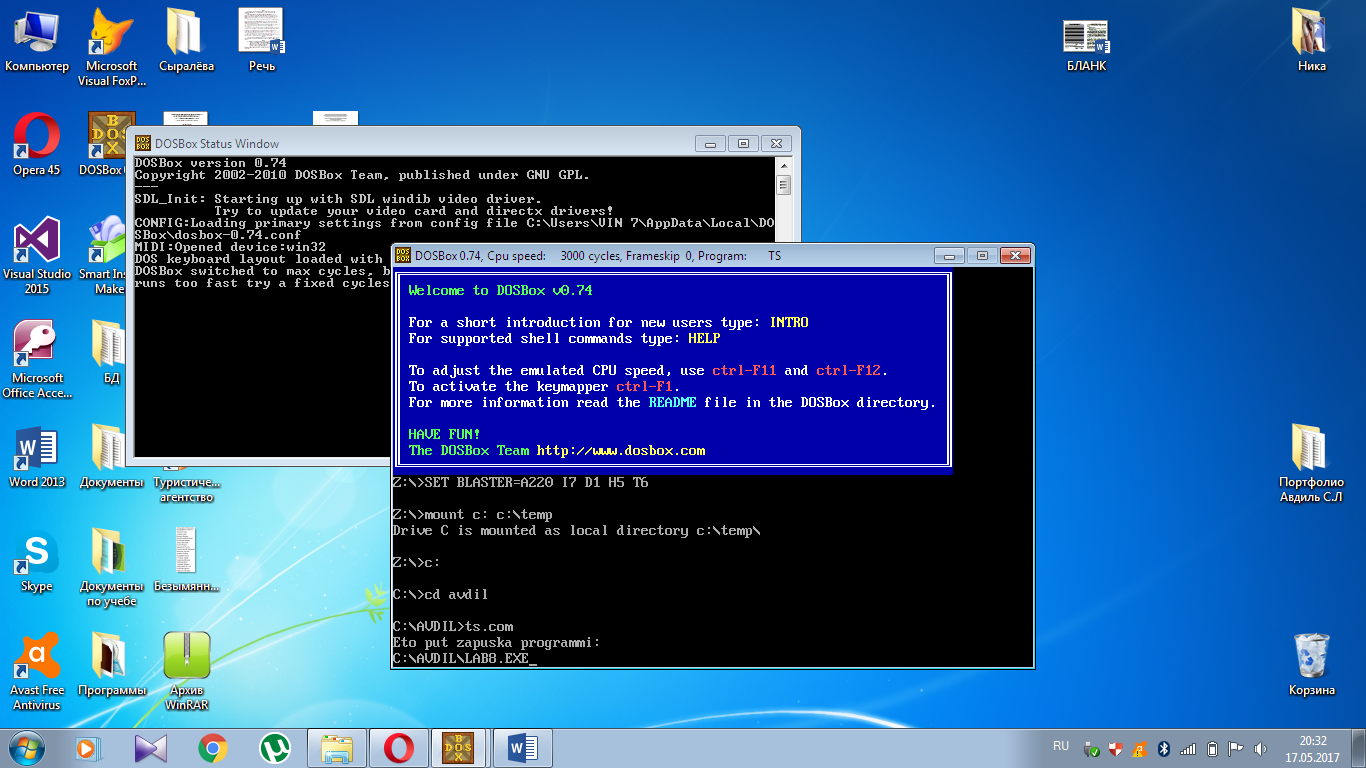 Компьютер
Microsoft
Visual FoxP...
Сыралёва
Речь
БЛАНК
Ника
Opera 45
DOSBox
Visual Studio
2015
Smart Ins
Make
Microsoft
Office Acce...
БД
Word 2013
Документы
Туристиче...
агентство
Skype
Документы
по учебе
Безымянн...
Avast Free
Antivirus
Программы
Архив
WinRAR
Портфолио
Авдиль С.Л
Корзина
DOSBox Status Window
DOSBox version 0.74
Copyright 2002-2010 DOSBox Team, published under GNU GPL.
---
SDL_Init: Starting up with SDL windib video driver.
Try to update your video card and directx drivers!
CONFIG:Loading primary settings from config file C:\Users\VIN 7\AppData\Local\DO
SBox\dosbox-0.74.conf
MIDI:Opened device:win32
DOS keyboard layout loaded with
DOSBox switched to max cycles, b
runs too fast try a fixed cycles
DOSBox 0.74, Cpu speed: 3000 cycles, Frameskip 0, Program: TS
Welcome to DOSBox v0.74
For a short introduction for new users type: INTRO
For supported shell commands type: HELP
To adjust the emulated CPU speed, use ctrl-F11 and ctrl-F12.
To activate the keymapper ctrl-F1.
For more information read the README file in the DOSBox directory.
HAVE FUN!
The DOSBox Team http://www.dosbox.com
Z:\>SET BLASTER=A220 I7 D1 H5 T6
Z:\>mount c: c:\temp
Drive C is mounted as local directory c:\temp\
Z:\>c:
C:\>cd avdil
C:\AVDIL>ts.com
Eto put zapuska programmi:
C:\AVDIL\LAB8.EXE_
RU
20:32
17.05.2017